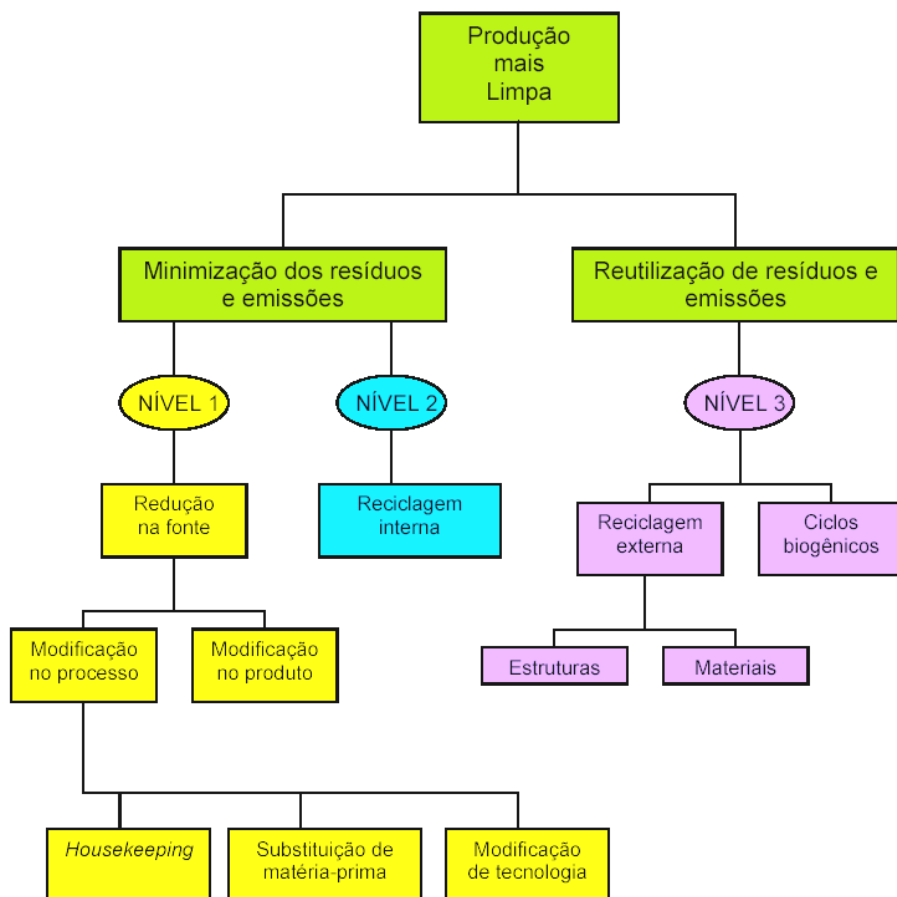 Produção
mais
Limpa
Minimização dos resíduos
e emissões
Reutilização de resíduos e
emissões
NÍVEL 1
NÍVEL 2
NÍVEL 3
Redução
na fonte
Reciclagem
interna
Reciclagem
externa
Ciclos
biogênicos
Modificação
no processo
Modificação
no produto
Estruturas
Materiais
Housekeeping
Substituição de
matéria-prima
Modificação
de tecnologia